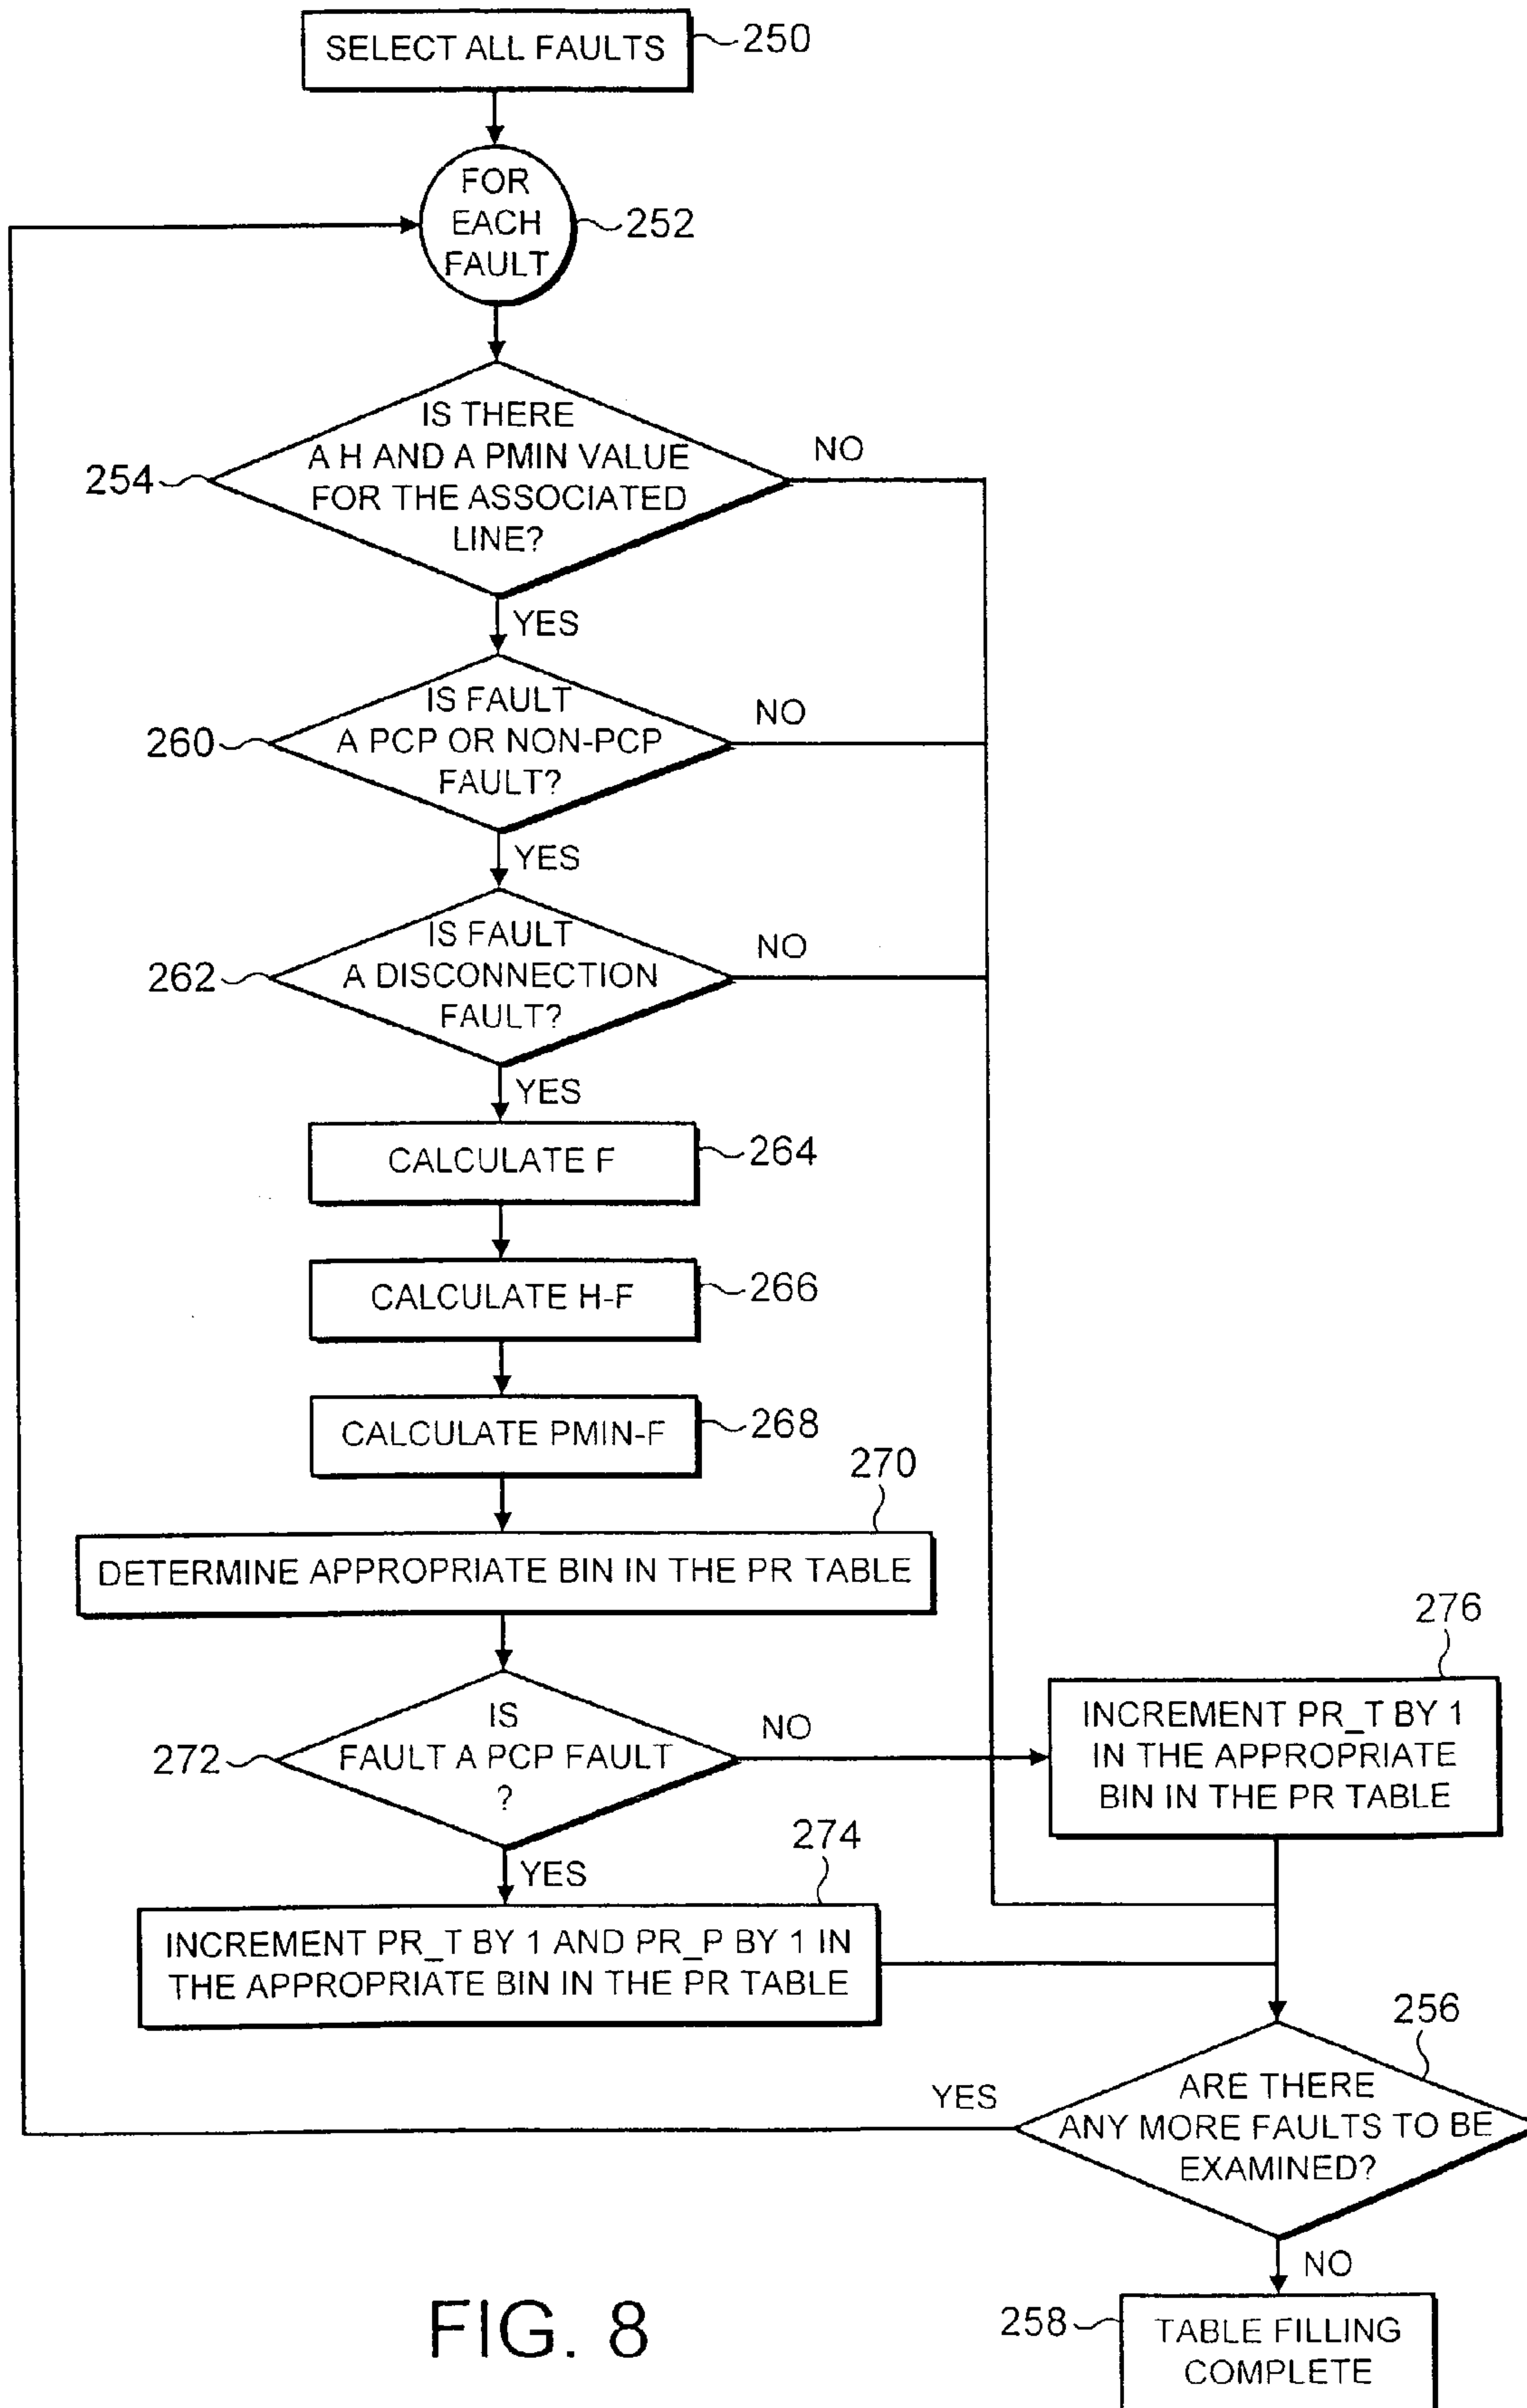 SELECT ALL FAULTS
250
FOR
EACH
FAULT
252
IS THERE
A H AND A PMIN VALUE
FOR THE ASSOCIATED
LINE?
254
NO
YES
IS FAULT
A PCP OR NON-PCP
FAULT?
260
NO
YES
IS FAULT
A DISCONNECTION
FAULT?
262
NO
YES
CALCULATE F
264
CALCULATE H-F
266
CALCULATE PMIN-F
268
270
DETERMINE APPROPRIATE BIN IN THE PR TABLE
IS
FAULT A PCP FAULT
?
272
NO
276
INCREMENT PR_T BY 1
IN THE APPROPRIATE
BIN IN THE PR TABLE
YES
274
INCREMENT PR_T BY 1 AND PR_P BY 1 IN
THE APPROPRIATE BIN IN THE PR TABLE
256
ARE THERE
ANY MORE FAULTS TO BE
EXAMINED?
YES
NO
258
TABLE FILLING
COMPLETE
FIG. 8